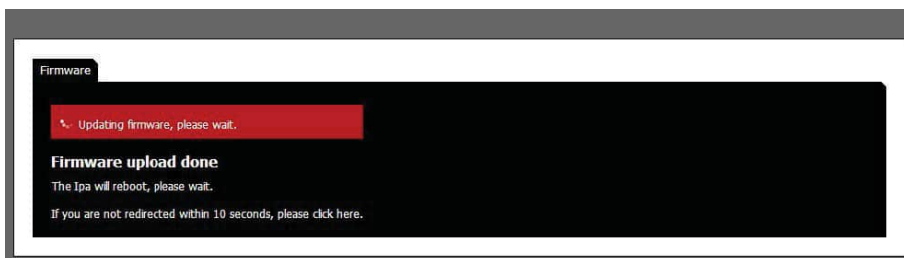 Firmware
Updating firmware, please wait.
Firmware upload done
The Ipa will reboot, please wait.
If you are not redirected within 10 seconds, please click here.